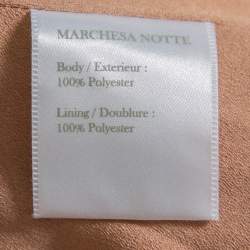 MARCHESA NOTTE
Body / Exterieur :
100% Polyester
Lining / Doublure :
100% Polyester